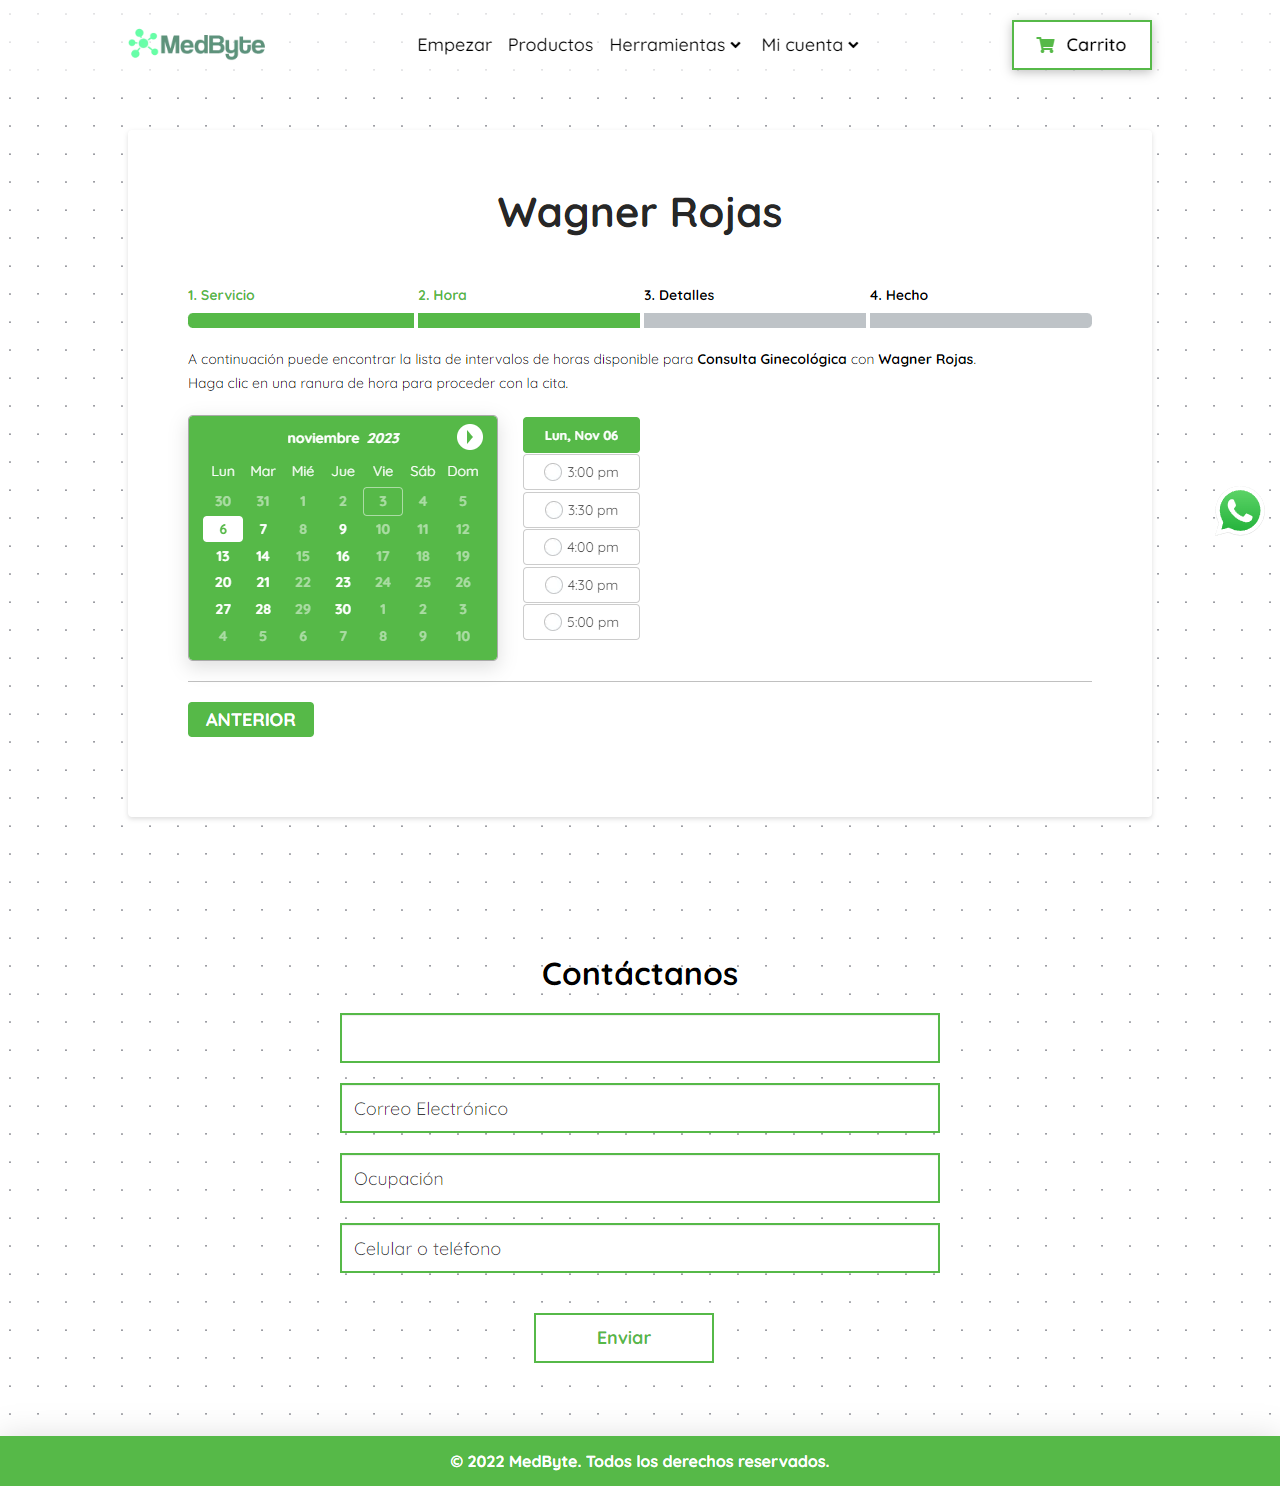 MedByte
Empezar Productos Herramientas Mi cuenta
Carrito
Wagner Rojas
1. Servicio 2. Hora 3. Detalles 4. Hecho
A continuación puede encontrar la lista de intervalos de horas disponible para Consulta Ginecológica con Wagner Rojas.
Haga clic en una ranura de hora para proceder con la cita.
noviembre 2023
Lun Mar Mié Jue Vie Sáb Dom
30 31 1 2 3 4 5
6 7 8 9 10 11 12
13 14 15 16 17 18 19
20 21 22 23 24 25 26
27 28 29 30 1 2 3
4 5 6 7 8 9 10
Lun, Nov 06
3:00 pm
3:30 pm
4:00 pm
4:30 pm
5:00 pm
ANTERIOR
Contáctanos
Correo Electrónico
Ocupación
Celular o teléfono
Enviar
© 2022 MedByte. Todos los derechos reservados.